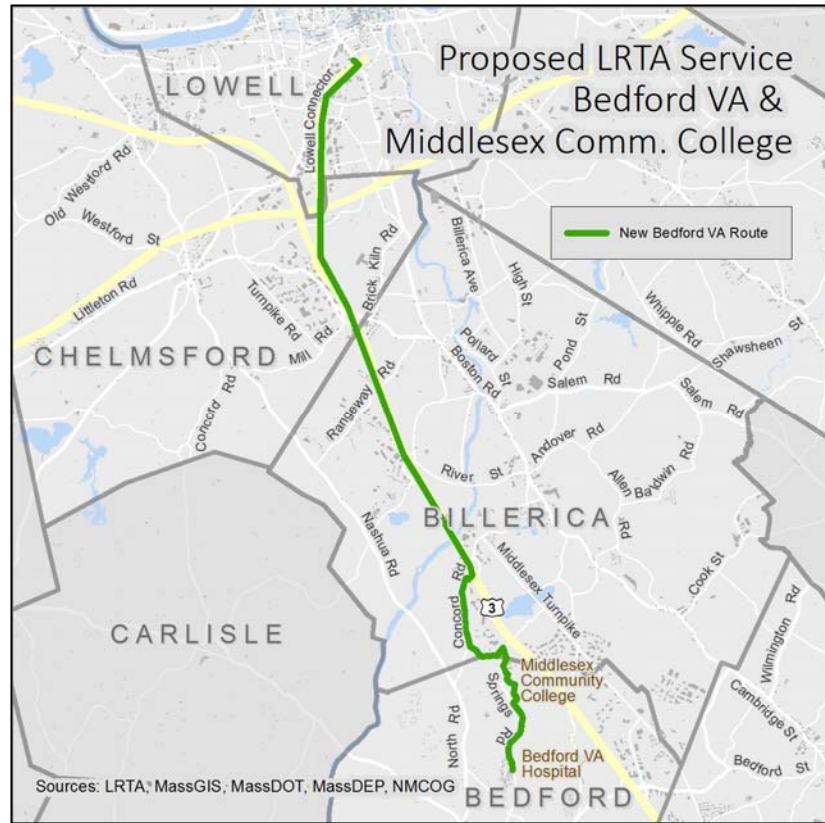 Proposed LRTA Service
Bedford VA &
Middlesex Comm. College
New Bedford VA Route
LOWELL
Lowell Connector
Old Westford Rd
Westford St
Littleton Rd
Turnpike Rd
Brick Kiln Rd
Billerica Ave
High St
Pollard St
Pond St
Boston Rd
Whipple Rd
Shawsheen St
CHELMSFORD
Mill Rd
Concord Rd
Rangeway Rd
Salem Rd
Salem Rd
Andover Rd
Allen Rd
Baldwin Rd
River St
BILLERICA
Nashua Rd
Middlesex Turnpike
Cook St
Concord Rd
3
CARLISLE
Wilmington Rd
Middlesex
Community
College
Springs Rd
North Rd
Cambridge St
Bedford St
Bedford VA
Hospital
BEDFORD
Sources: LRTA, MassGIS, MassDOT, MassDEP, NMCOG